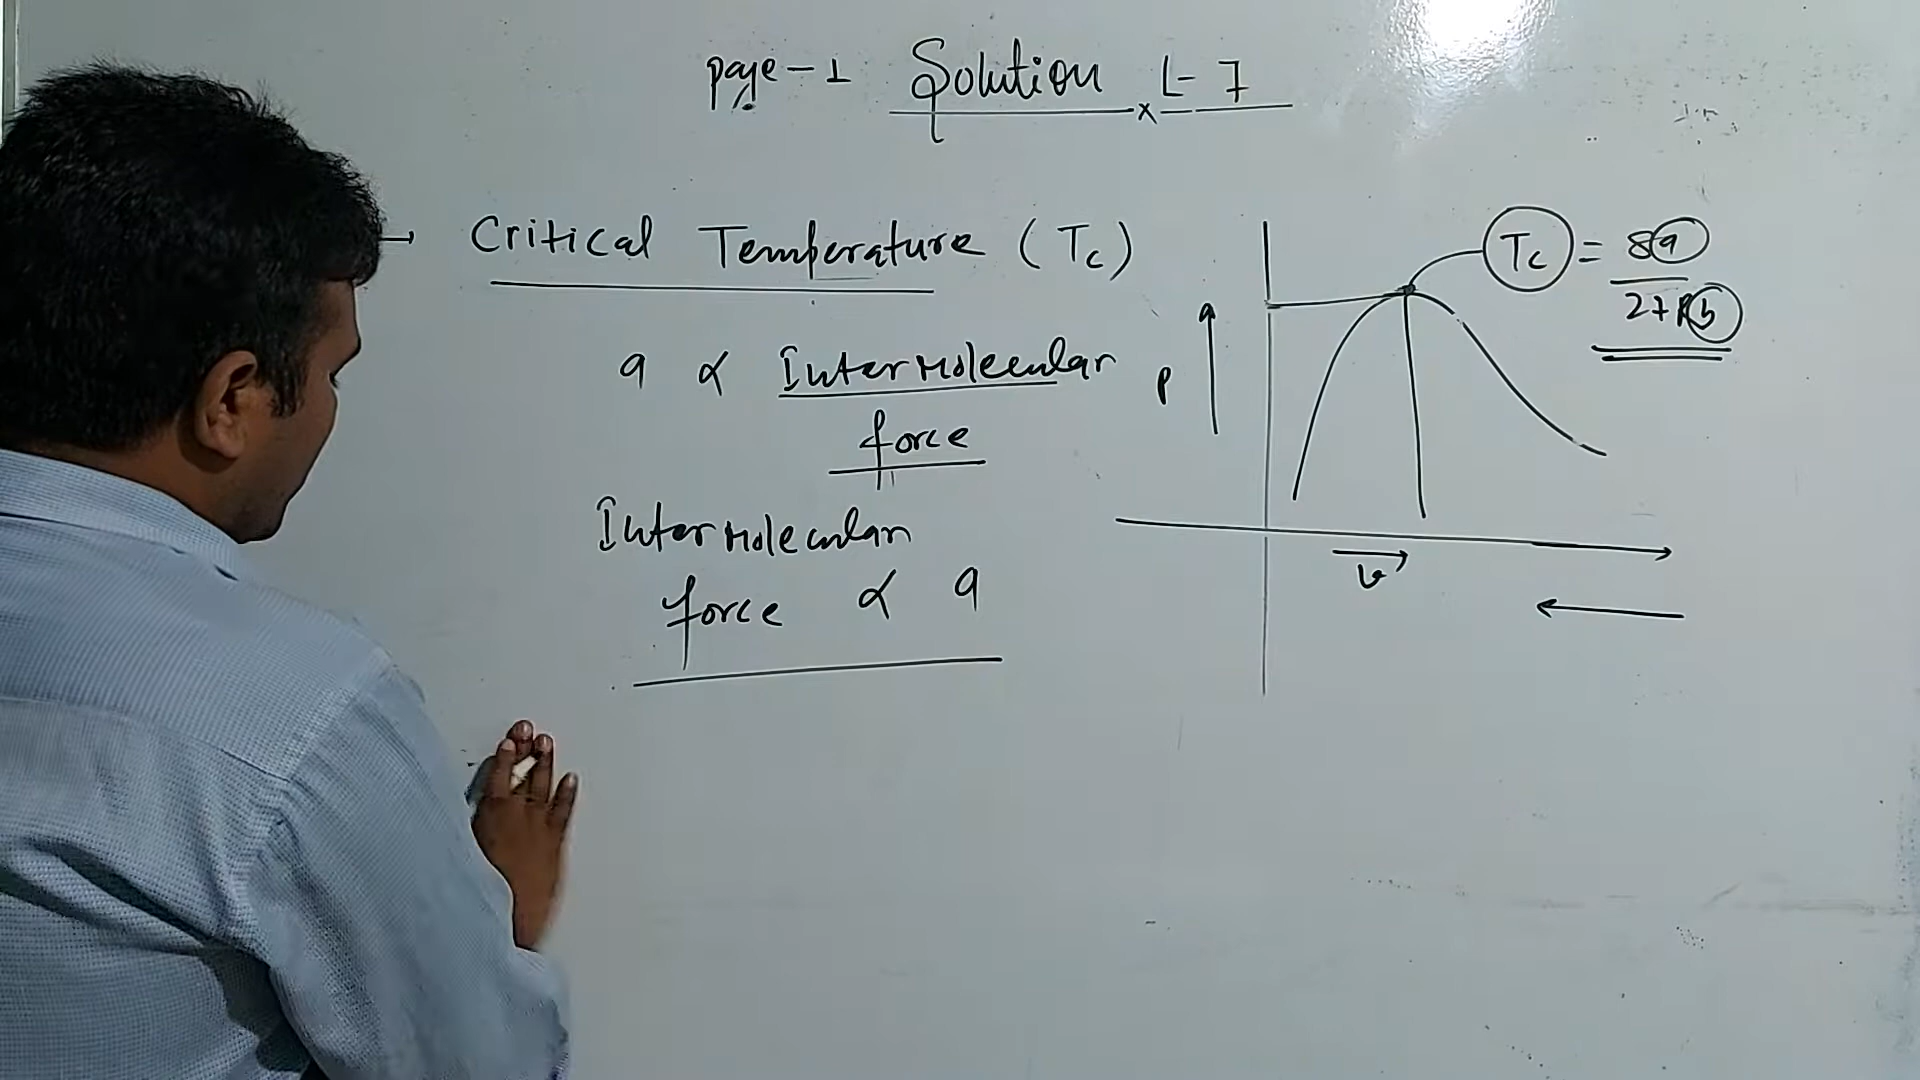 page-1 Solution L-7
→ Critical Temperature (Tc)
a ∝ Intermolecular
force
Intermolecular
force ∝ a
Tc = 8a
27Rb
P
v